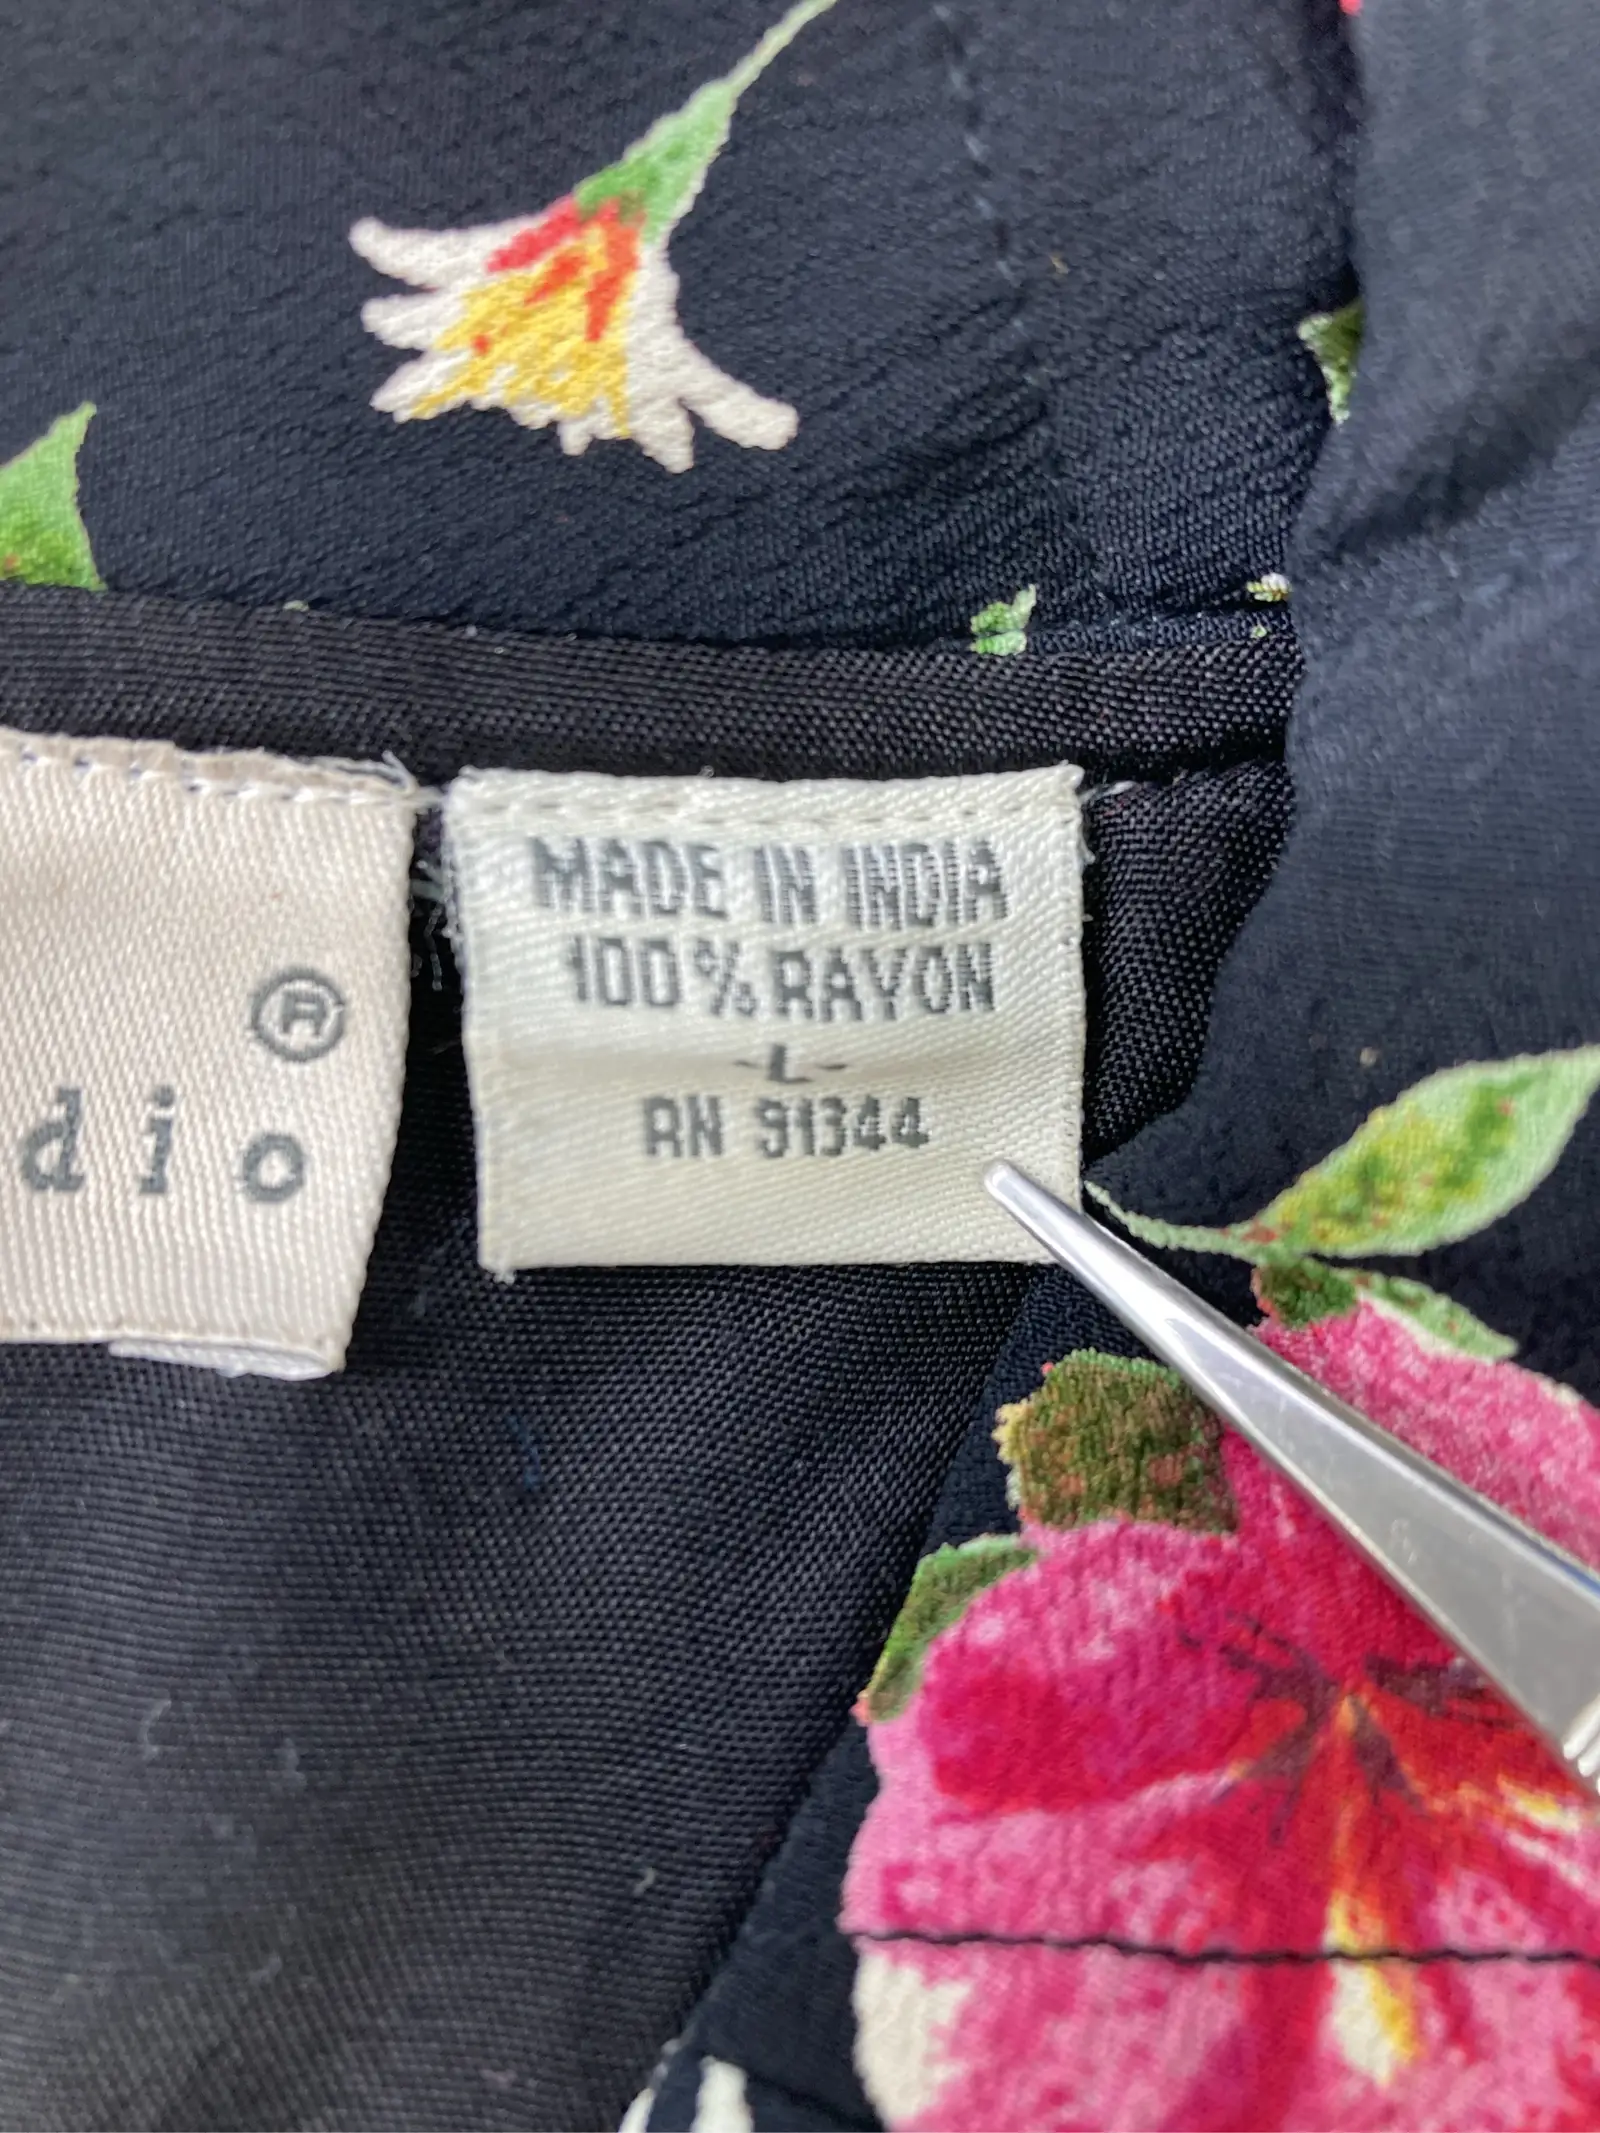 ®
dio
MADE IN INDIA
100% RAYON
-L-
RN 91344